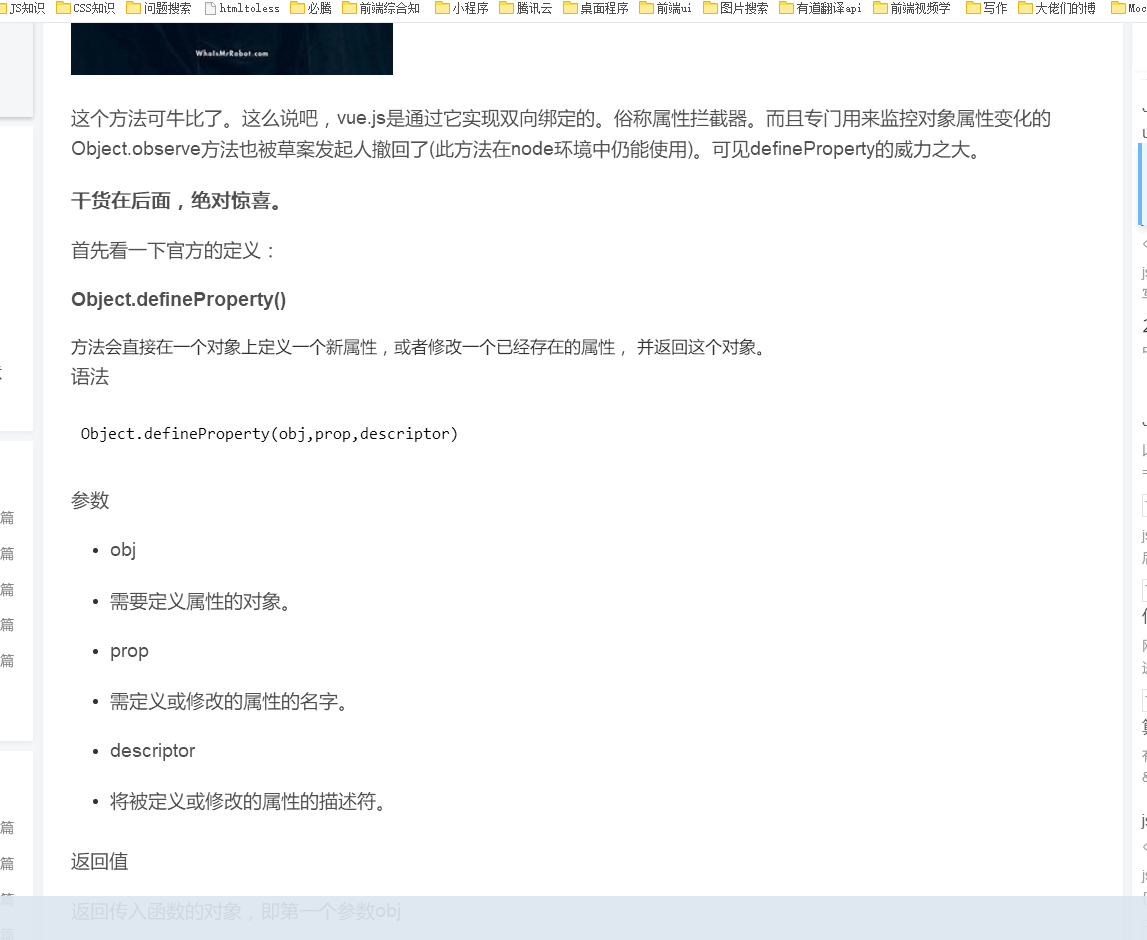 JS知识 CSS知识 问题搜索 htmltoless 必腾 前端综合知 小程序 腾讯云 桌面程序 前端ui 图片搜索 有道翻译api 前端视频学 写作 大佬们的博 Moc
WhoIsMrRobot.com
这个方法可牛比了。这么说吧，vue.js是通过它实现双向绑定的。俗称属性拦截器。而且专门用来监控对象属性变化的
Object.observe方法也被草案发起人撤回了(此方法在node环境中仍能使用)。可见defineProperty的威力之大。
干货在后面，绝对惊喜。
首先看一下官方的定义：
Object.defineProperty()
方法会直接在一个对象上定义一个新属性，或者修改一个已经存在的属性， 并返回这个对象。
语法
Object.defineProperty(obj,prop,descriptor)
参数
• obj
• 需要定义属性的对象。
• prop
• 需定义或修改的属性的名字。
• descriptor
• 将被定义或修改的属性的描述符。
返回值
返回传入函数的对象，即第一个参数obj
篇
篇
篇
篇
篇
篇
篇
篇
篇